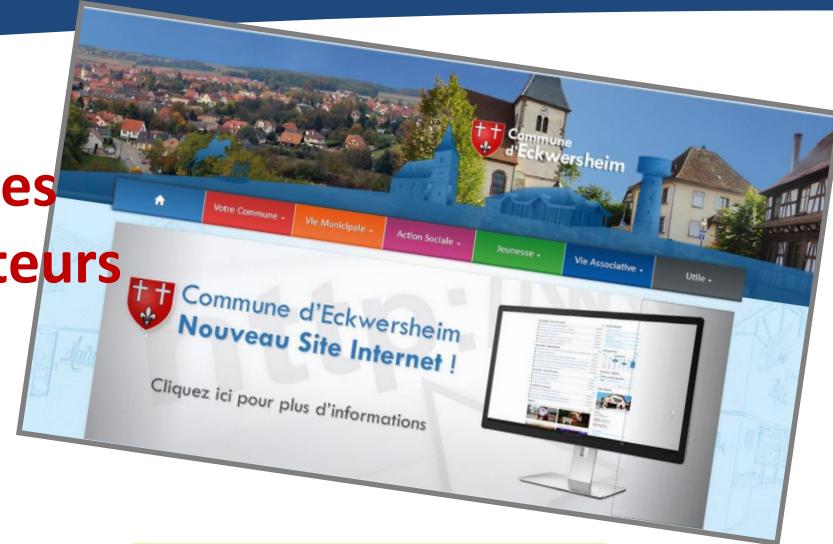 Commune
d'Eckwersheim
Votre Commune
Vie Municipale
Action Sociale
Jeunesse
Vie Associative
Utile
es
teurs
Commune d'Eckwersheim
Nouveau Site Internet !
Cliquez ici pour plus d'informations